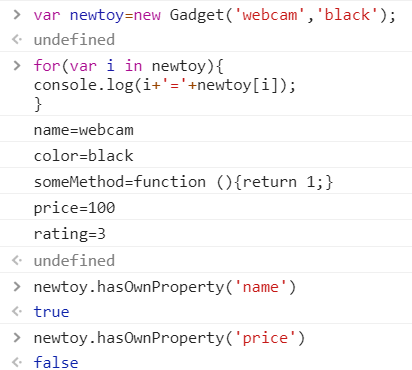 > var newtoy=new Gadget('webcam','black');
undefined
> for(var i in newtoy){
console.log(i+'='+newtoy[i]);
}
name=webcam
color=black
someMethod=function (){return 1;}
price=100
rating=3
undefined
> newtoy.hasOwnProperty('name')
true
> newtoy.hasOwnProperty('price')
false